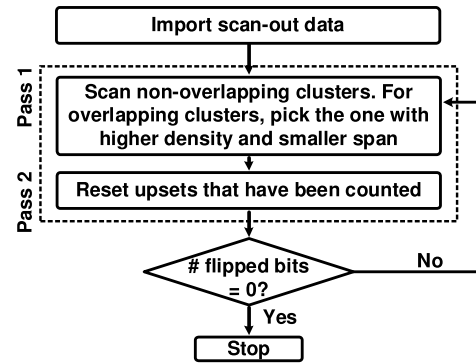 Import scan-out data
Pass 1
Scan non-overlapping clusters. For
overlapping clusters, pick the one with
higher density and smaller span
Pass 2
Reset upsets that have been counted
# flipped bits
= 0?
No
Yes
Stop